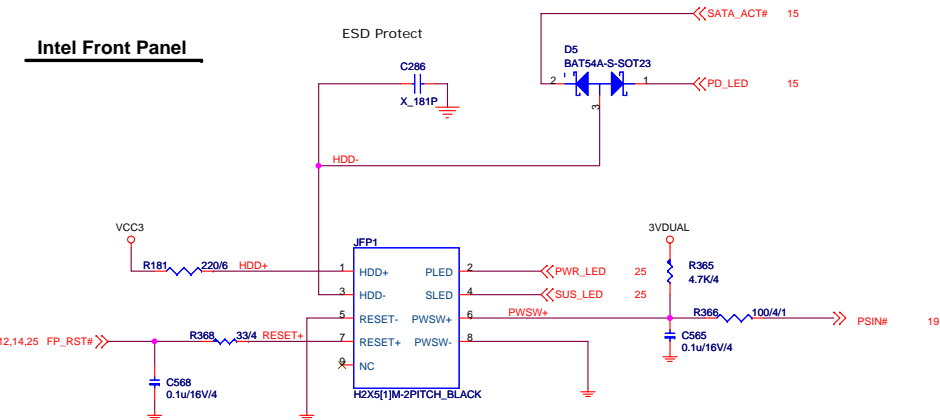 SATA_ACT# 15
Intel Front Panel
ESD Protect
D5
BAT54A-S-SOT23
C286
2
1
PD_LED 15
X_181P
3
HDD-
VCC3
3VDUAL
JFP1
R181 220/6 HDD+
1 HDD+ PLED 2
PWR_LED 25
R365
4.7K/4
3 HDD- SLED 4
SUS_LED 25
5 RESET- PWSW+ 6
PWSW+
R366 100/4/1
PSIN# 19
12,14,25 FP_RST#
R368 33/4 RESET+
7 RESET+ PWSW- 8
C565
0.1u/16V/4
9 NC
C568
0.1u/16V/4
H2X5[1]M-2PITCH_BLACK